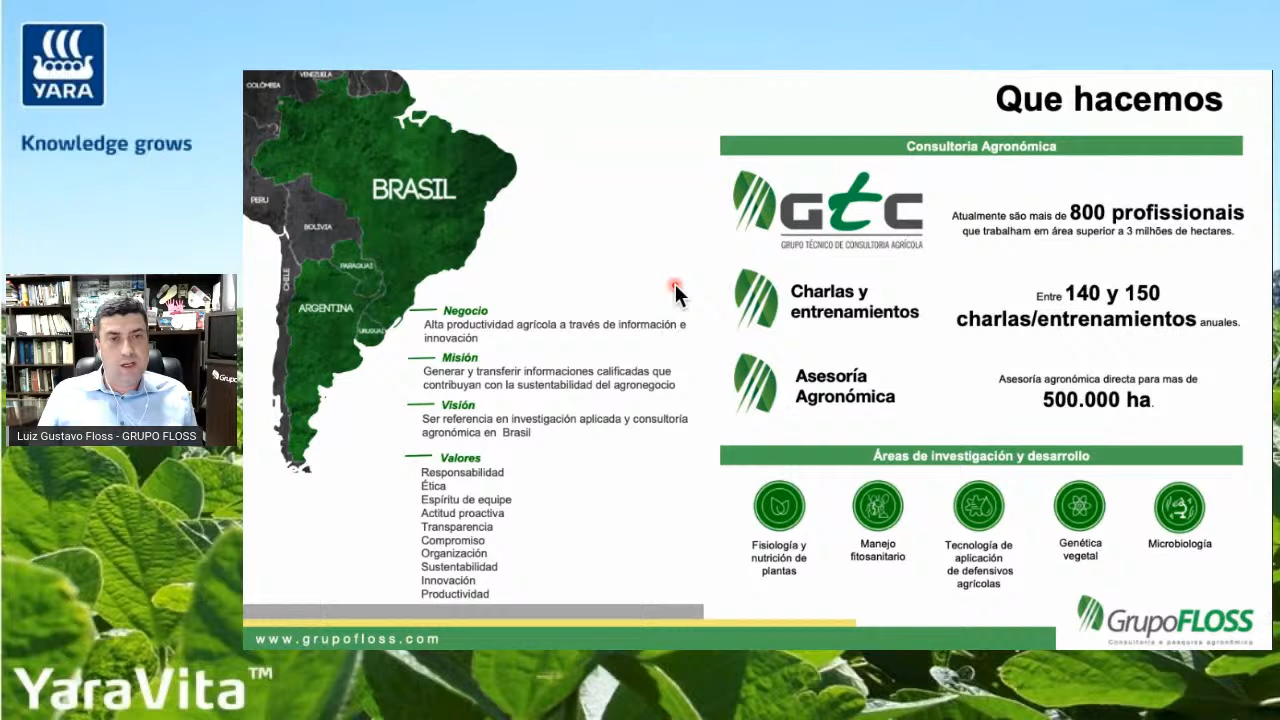 YARA
Knowledge grows
Luiz Gustavo Floss - GRUPO FLOSS
YaraVita™
COLÔMBIA
VENEZUELA
BRASIL
PERU
BOLIVIA
PARAGUAI
CHILE
ARGENTINA
URUGUAI
Negocio
Alta productividad agrícola a través de información e
innovación
Misión
Generar y transferir informaciones calificadas que
contribuyan con la sustentabilidad del agronegocio
Visión
Ser referencia en investigación aplicada y consultoría
agronómica en Brasil
Valores
Responsabilidad
Ética
Espíritu de equipe
Actitud proactiva
Transparencia
Compromiso
Organización
Sustentabilidad
Innovación
Productividad
www.grupofloss.com
Que hacemos
Consultoria Agronómica
GTC
GRUPO TÉCNICO DE CONSULTORIA AGRÍCOLA
Atualmente são mais de 800 profissionais
que trabalham em área superior a 3 milhões de hectares.
Charlas y
entrenamientos
Entre 140 y 150
charlas/entrenamientos anuales.
Asesoría
Agronómica
Asesoría agronómica directa para mas de
500.000 ha.
Áreas de investigación y desarrollo
Fisiología y
nutrición de
plantas
Manejo
fitosanitario
Tecnología de
aplicación
de defensivos
agrícolas
Genética
vegetal
Microbiología
GrupoFLOSS
Consultoria e pesquisa agronômica
Grupo